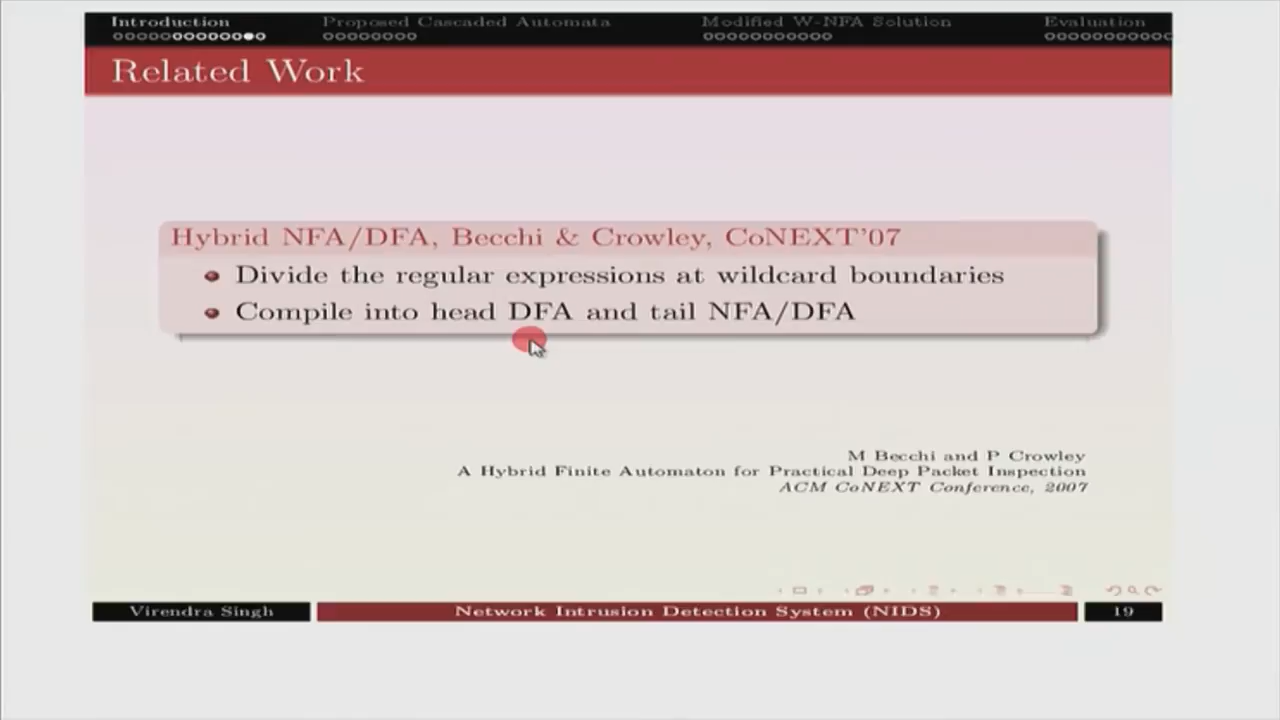 Introduction Proposed Cascaded Automata Modified W-NFA Solution Evaluation
Related Work
Hybrid NFA/DFA, Becchi & Crowley, CoNEXT'07
Divide the regular expressions at wildcard boundaries
Compile into head DFA and tail NFA/DFA
M Becchi and P Crowley
A Hybrid Finite Automaton for Practical Deep Packet Inspection
ACM CoNEXT Conference, 2007
Virendra Singh Network Intrusion Detection System (NIDS) 19